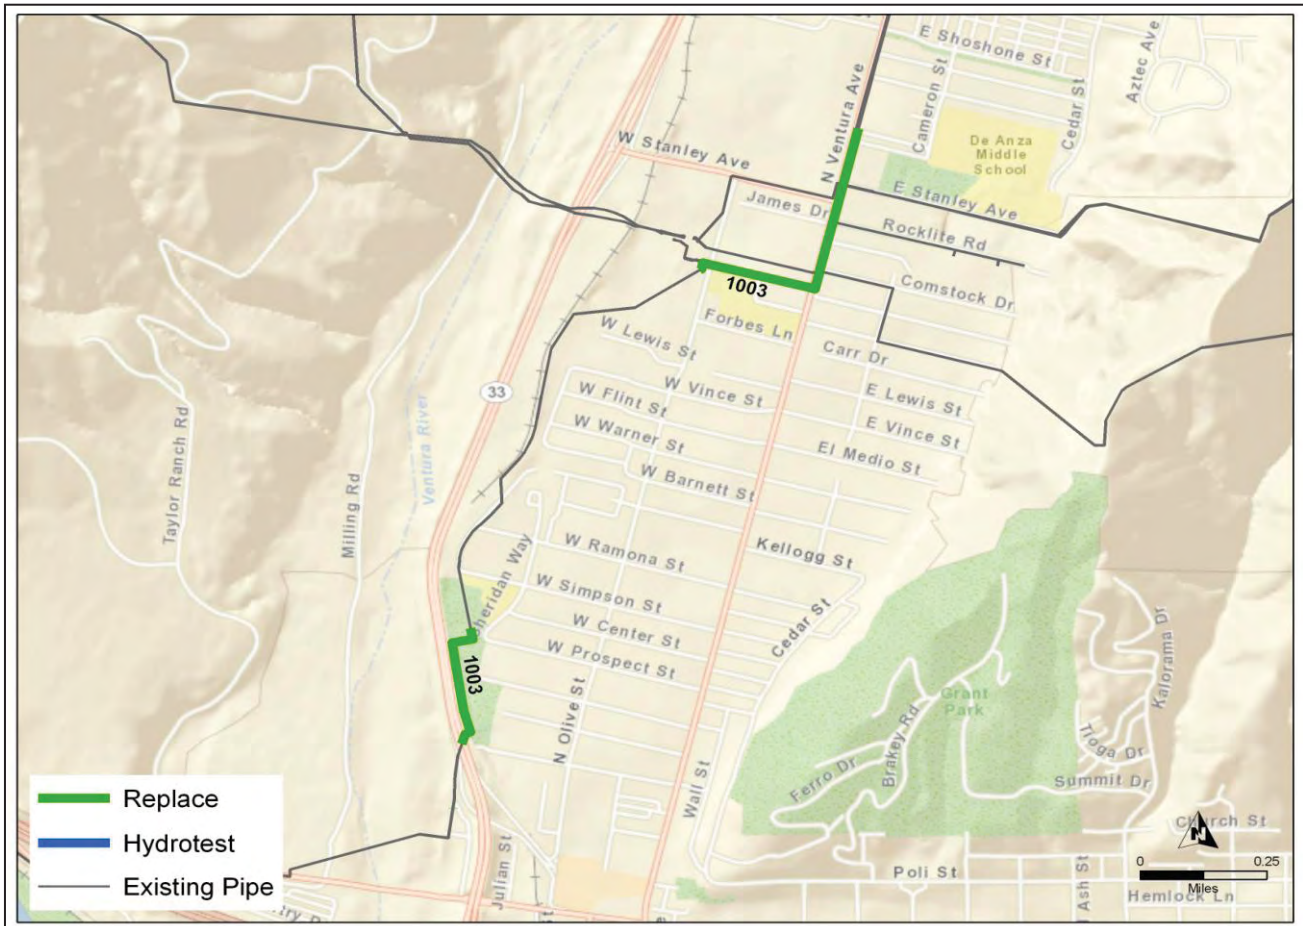 E Shoshone St
Aztec Ave
N Ventura Ave
Cameron St
Cedar St
De Anza
Middle
School
W Stanley Ave
E Stanley Ave
James Dr
Rocklite Rd
1003
Comstock Dr
Forbes Ln
W Lewis St
Carr Dr
33
W Vince St
E Lewis St
W Flint St
E Vince St
W Warner St
El Medio St
Ventura River
Taylor Ranch Rd
Milling Rd
W Barnett St
W Ramona St
Kellogg St
Sheridan Way
W Simpson St
W Center St
Cedar St
W Prospect St
1003
Kalorama Dr
Grant
Park
N Olive St
Brakey Rd
Tioga Dr
Ferro Dr
Summit Dr
Wall St
Replace
Hydrotest
Existing Pipe
Julian St
Church St
N
0 0.25
Miles
Poli St
Ash St
Hemlock Ln